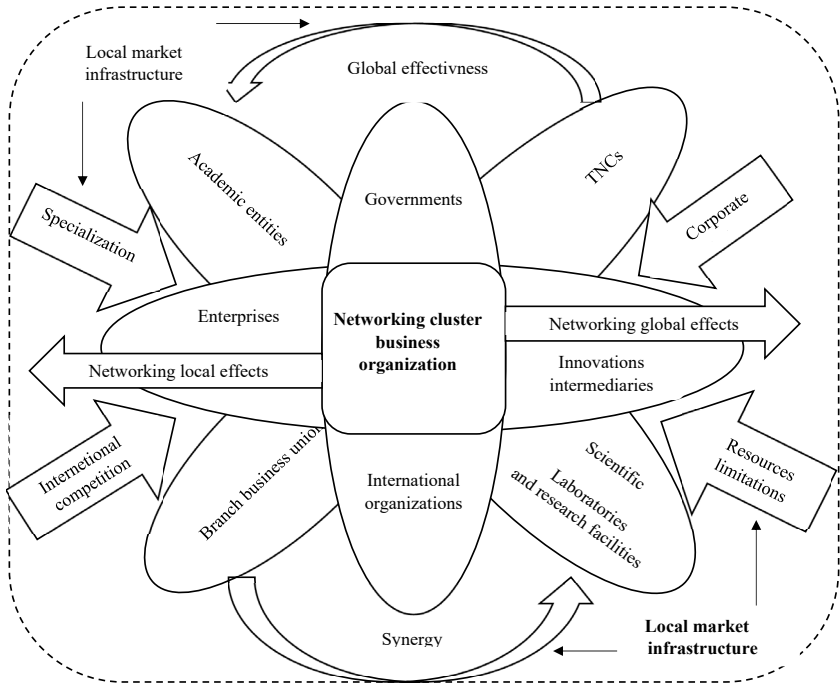 Local market
infrastructure
Global effectivness
Academic entities
Governments
TNCs
Specialization
Corporate
Enterprises
Networking cluster
business
organization
Networking global effects
Networking local effects
Innovations
intermediaries
Internetional
competition
Branch business union
International
organizations
Scientific
Laboratories
and research facilities
Resources
limitations
Synergy
Local market
infrastructure